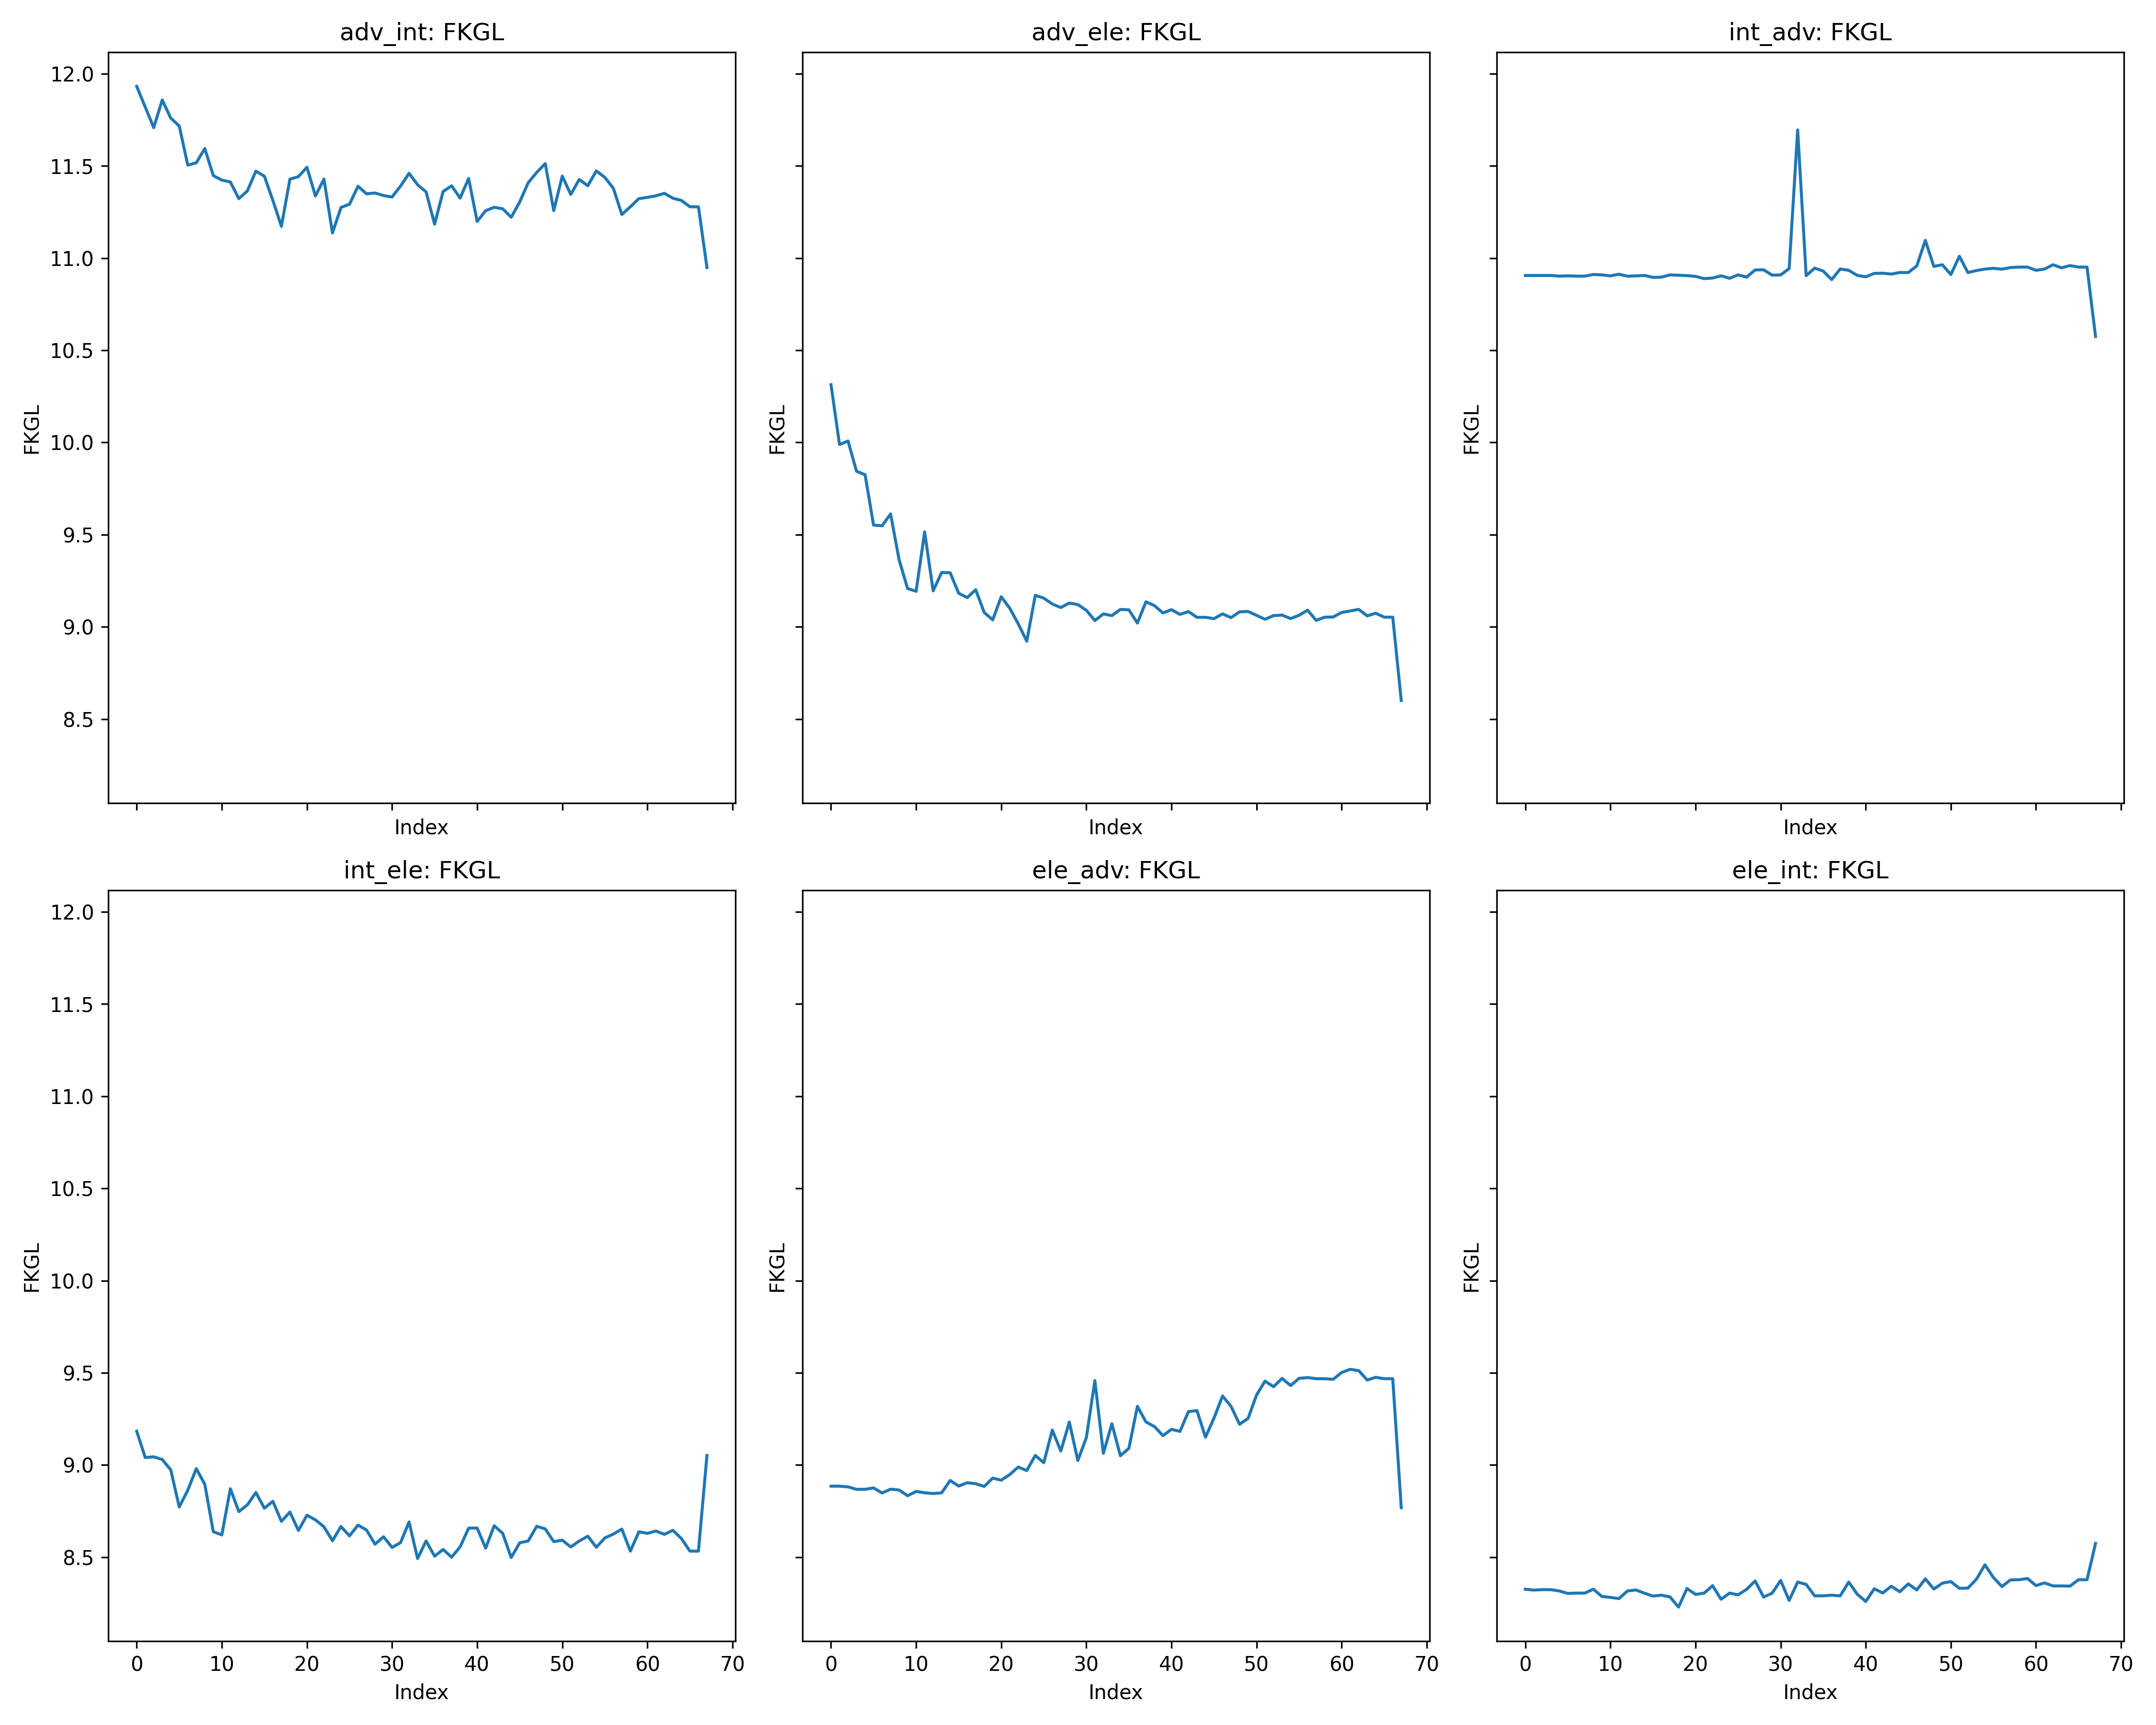 adv_int: FKGL
adv_ele: FKGL
int_adv: FKGL
12.0
11.5
11.0
10.5
10.0
9.5
9.0
8.5
FKGL
FKGL
FKGL
Index
Index
Index
int_ele: FKGL
ele_adv: FKGL
ele_int: FKGL
12.0
11.5
11.0
10.5
10.0
9.5
9.0
8.5
FKGL
FKGL
FKGL
0 10 20 30 40 50 60 70
0 10 20 30 40 50 60 70
0 10 20 30 40 50 60 70
Index
Index
Index